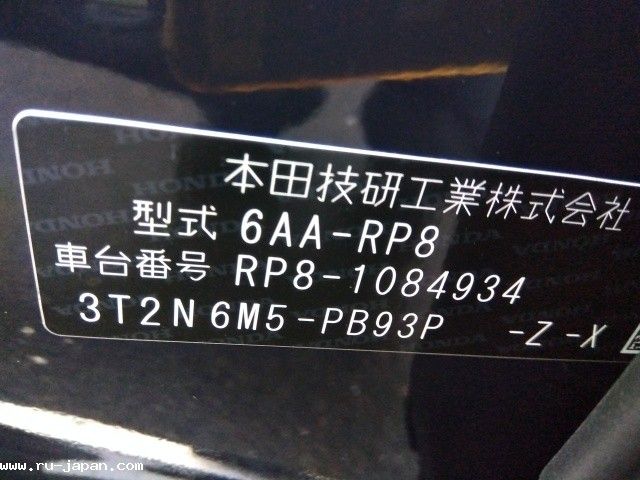 本田技研工業株式会社
型式 6AA-RP8
車台番号 RP8-1084934
3T2N6M5-PB93P -Z-X
www.ru-japan.com